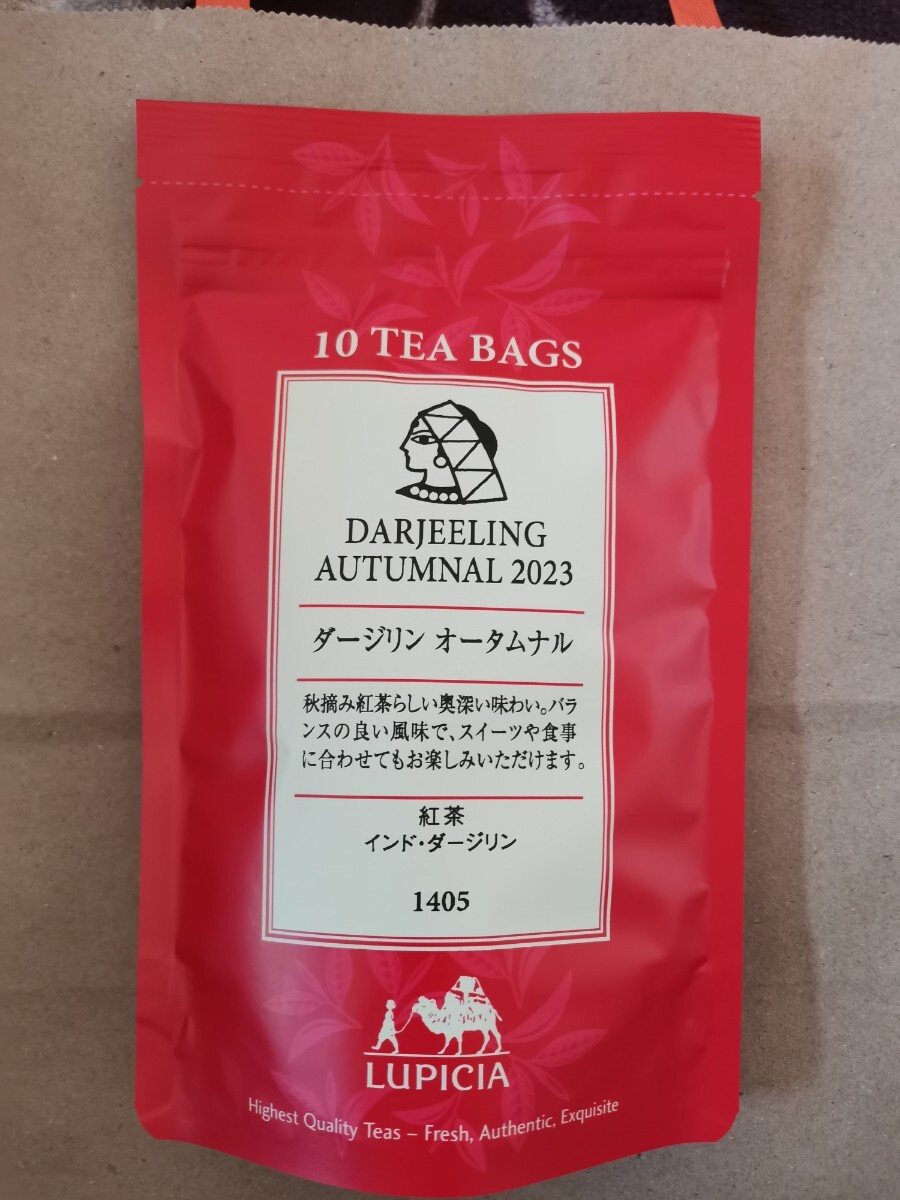 10 TEA BAGS
DARJEELING
AUTUMNAL 2023
ダージリン オータムナル
秋摘み紅茶らしい奥深い味わい。バラ
ンスの良い風味で、スイーツや食事
に合わせてもお楽しみいただけます。
紅茶
インド・ダージリン
1405
LUPICIA
Highest Quality Teas – Fresh, Authentic, Exquisite